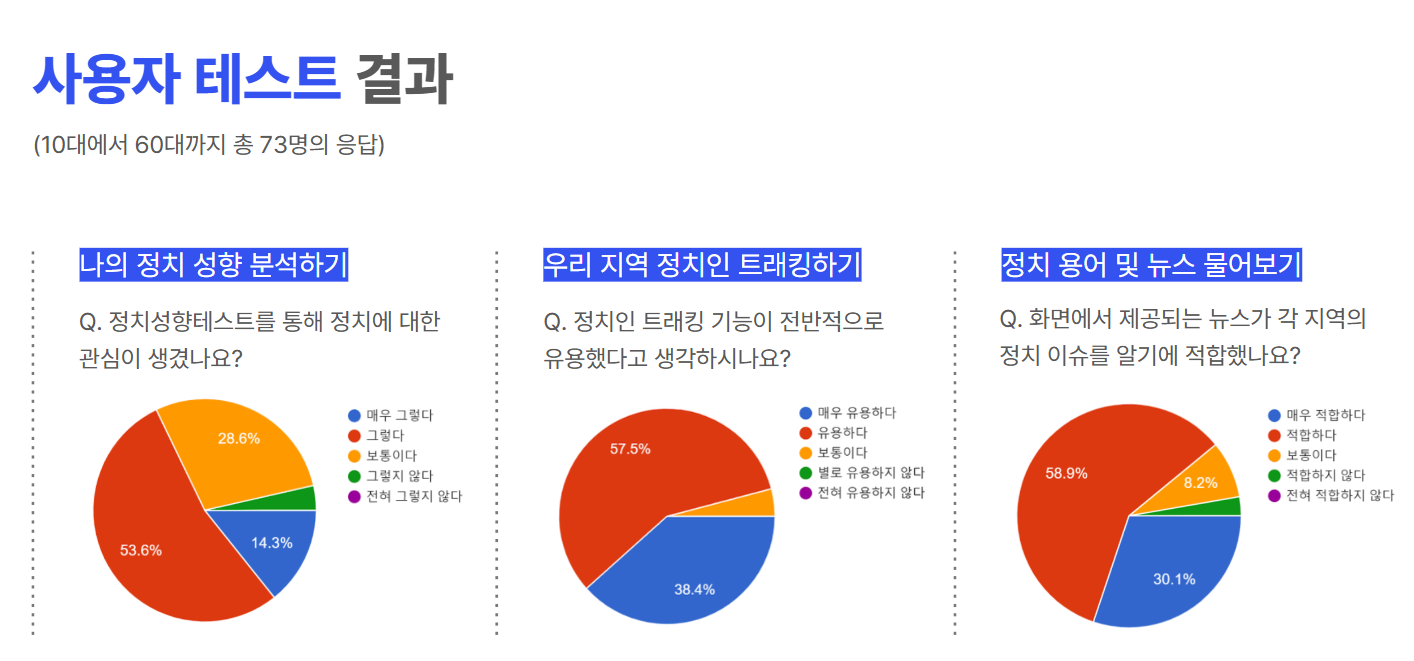 사용자 테스트 결과
(10대에서 60대까지 총 73명의 응답)
나의 정치 성향 분석하기
Q. 정치성향테스트를 통해 정치에 대한
관심이 생겼나요?
28.6%
53.6%
14.3%
매우 그렇다
그렇다
보통이다
그렇지 않다
전혀 그렇지 않다
우리 지역 정치인 트래킹하기
Q. 정치인 트래킹 기능이 전반적으로
유용했다고 생각하시나요?
57.5%
38.4%
매우 유용하다
유용하다
보통이다
별로 유용하지 않다
전혀 유용하지 않다
정치 용어 및 뉴스 물어보기
Q. 화면에서 제공되는 뉴스가 각 지역의
정치 이슈를 알기에 적합했나요?
58.9%
8.2%
30.1%
매우 적합하다
적합하다
보통이다
적합하지 않다
전혀 적합하지 않다